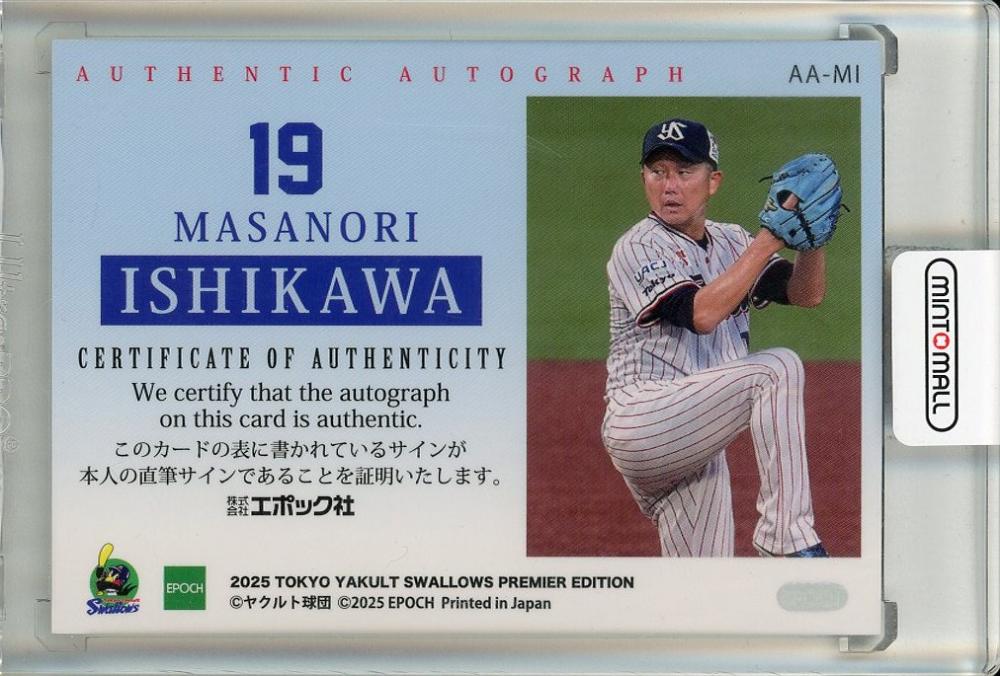 AUTHENTIC AUTOGRAPH
AA-MI
19
MASANORI
ISHIKAWA
CERTIFICATE OF AUTHENTICITY
We certify that the autograph
on this card is authentic.
このカードの表に書かれているサインが
本人の直筆サインであることを証明いたします。
株式会社エポック社
YS
UACJ
Tokyo
MINTOMALL
Swallows
EPOCH
2025 TOKYO YAKULT SWALLOWS PREMIER EDITION
©ヤクルト球団 ©2025 EPOCH Printed in Japan